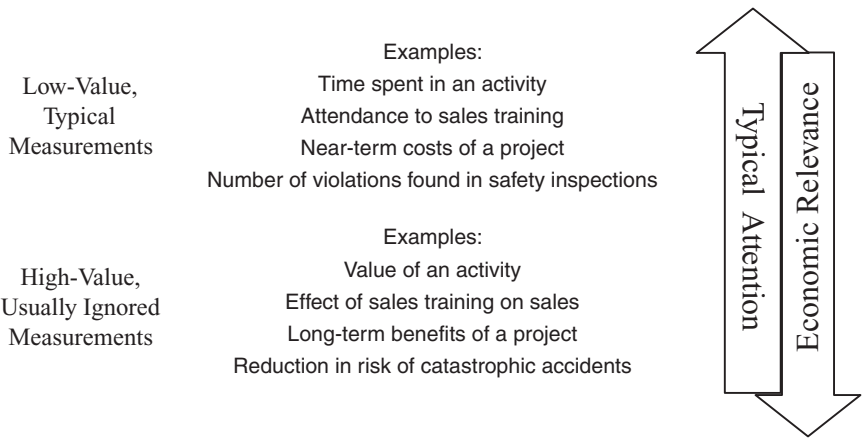 Low-Value,
Typical
Measurements
Examples:
Time spent in an activity
Attendance to sales training
Near-term costs of a project
Number of violations found in safety inspections
High-Value,
Usually Ignored
Measurements
Examples:
Value of an activity
Effect of sales training on sales
Long-term benefits of a project
Reduction in risk of catastrophic accidents
Typical Attention
Economic Relevance